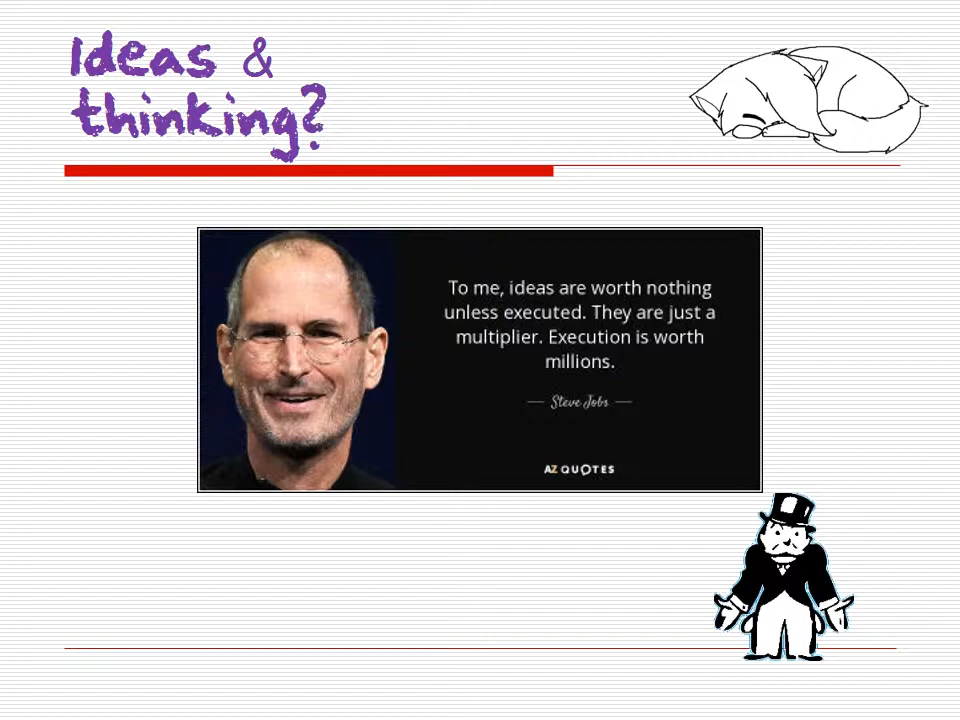 Ideas &
thinking?
To me, ideas are worth nothing
unless executed. They are just a
multiplier. Execution is worth
millions.
— Steve Jobs —
AZ QUOTES